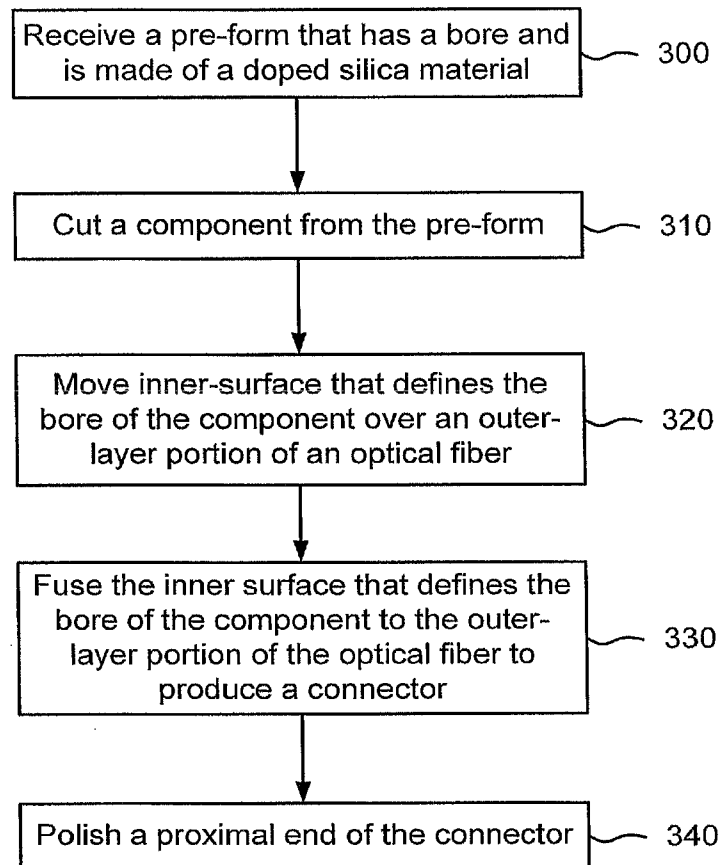 Receive a pre-form that has a bore and
is made of a doped silica material
300
Cut a component from the pre-form
310
Move inner-surface that defines the
bore of the component over an outer-
layer portion of an optical fiber
320
Fuse the inner surface that defines the
bore of the component to the outer-
layer portion of the optical fiber to
produce a connector
330
Polish a proximal end of the connector
340